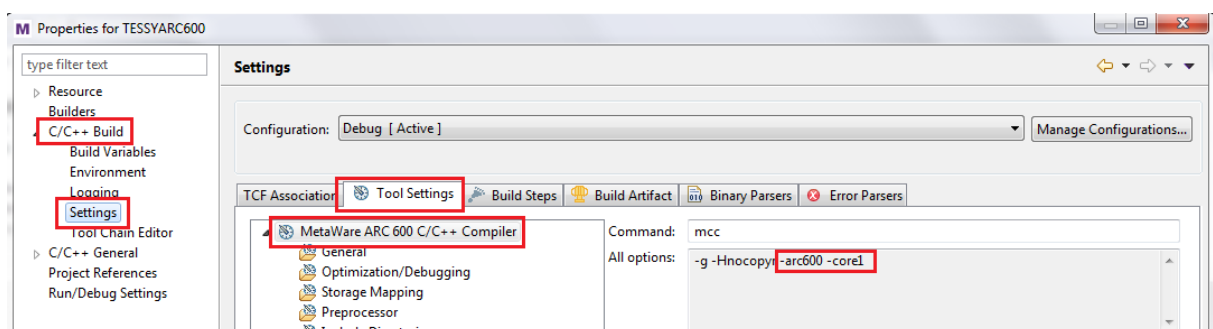 Properties for TESSYARC600
type filter text
Settings
Resource
Builders
C/C++ Build
Build Variables
Environment
Logging
Settings
Tool Chain Editor
C/C++ General
Project References
Run/Debug Settings
Configuration: Debug [ Active ] Manage Configurations...
TCF Association Tool Settings Build Steps Build Artifact Binary Parsers Error Parsers
MetaWare ARC 600 C/C++ Compiler
General
Optimization/Debugging
Storage Mapping
Preprocessor
Command: mcc
All options: -g -Hnocopyr -arc600 -core1